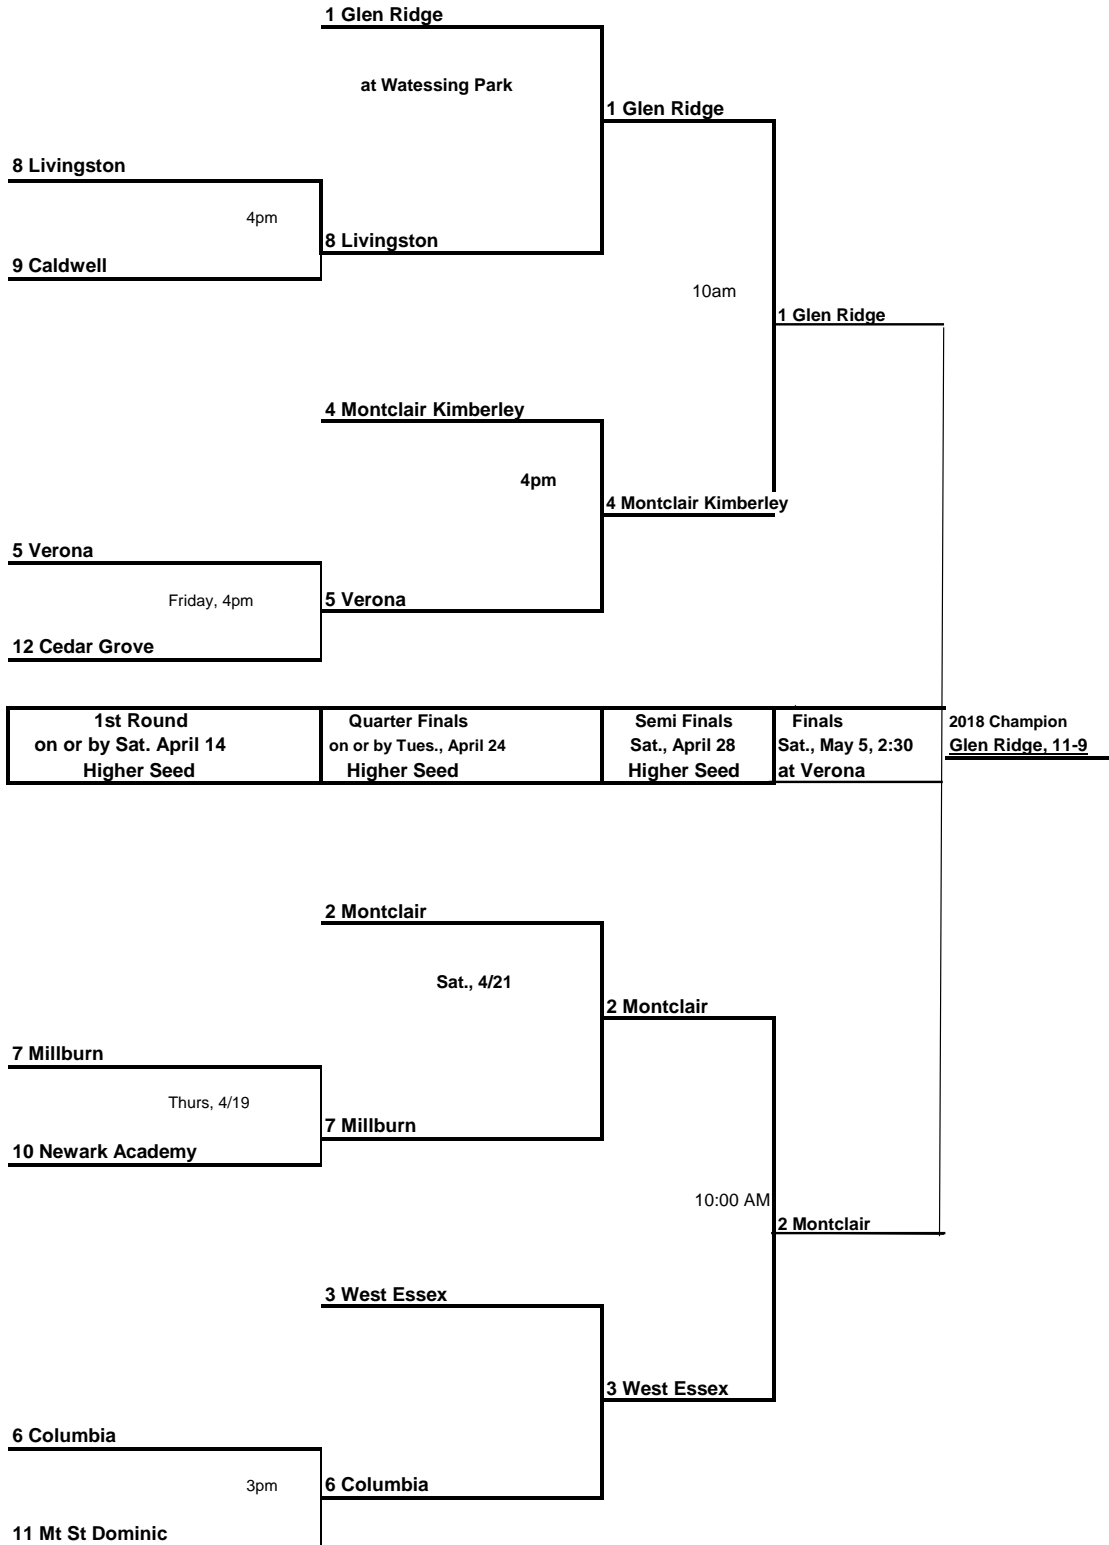 1 Glen Ridge
at Watessing Park
1 Glen Ridge
8 Livingston
4pm
8 Livingston
9 Caldwell
10am
1 Glen Ridge
4 Montclair Kimberley
4pm
4 Montclair Kimberley
5 Verona
Friday, 4pm
5 Verona
12 Cedar Grove
1st Round
on or by Sat. April 14
Higher Seed
Quarter Finals
on or by Tues., April 24
Higher Seed
Semi Finals
Sat., April 28
Higher Seed
Finals
Sat., May 5, 2:30
at Verona
2018 Champion
Glen Ridge, 11-9
2 Montclair
Sat., 4/21
2 Montclair
7 Millburn
Thurs, 4/19
7 Millburn
10 Newark Academy
10:00 AM
2 Montclair
3 West Essex
3 West Essex
6 Columbia
3pm
6 Columbia
11 Mt St Dominic